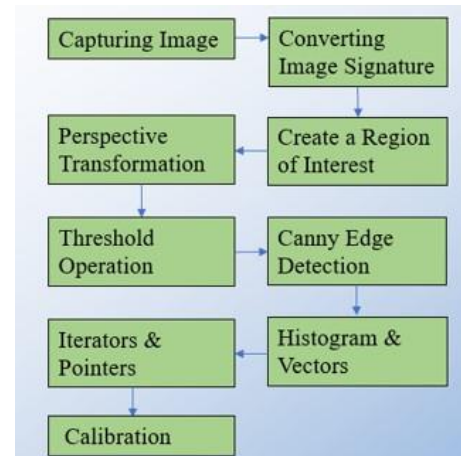 Capturing Image
Converting
Image Signature
Create a Region
of Interest
Perspective
Transformation
Threshold
Operation
Canny Edge
Detection
Histogram &
Vectors
Iterators &
Pointers
Calibration